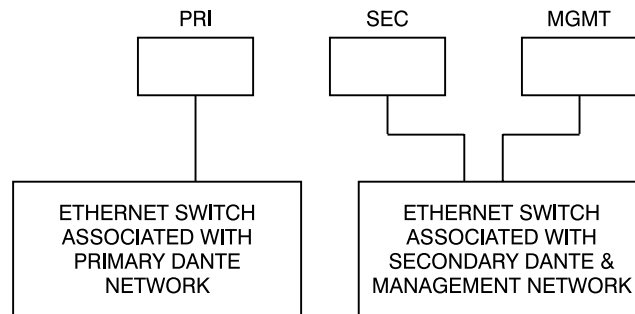 PRI
SEC
MGMT
ETHERNET SWITCH
ASSOCIATED WITH
PRIMARY DANTE
NETWORK
ETHERNET SWITCH
ASSOCIATED WITH
SECONDARY DANTE &
MANAGEMENT NETWORK